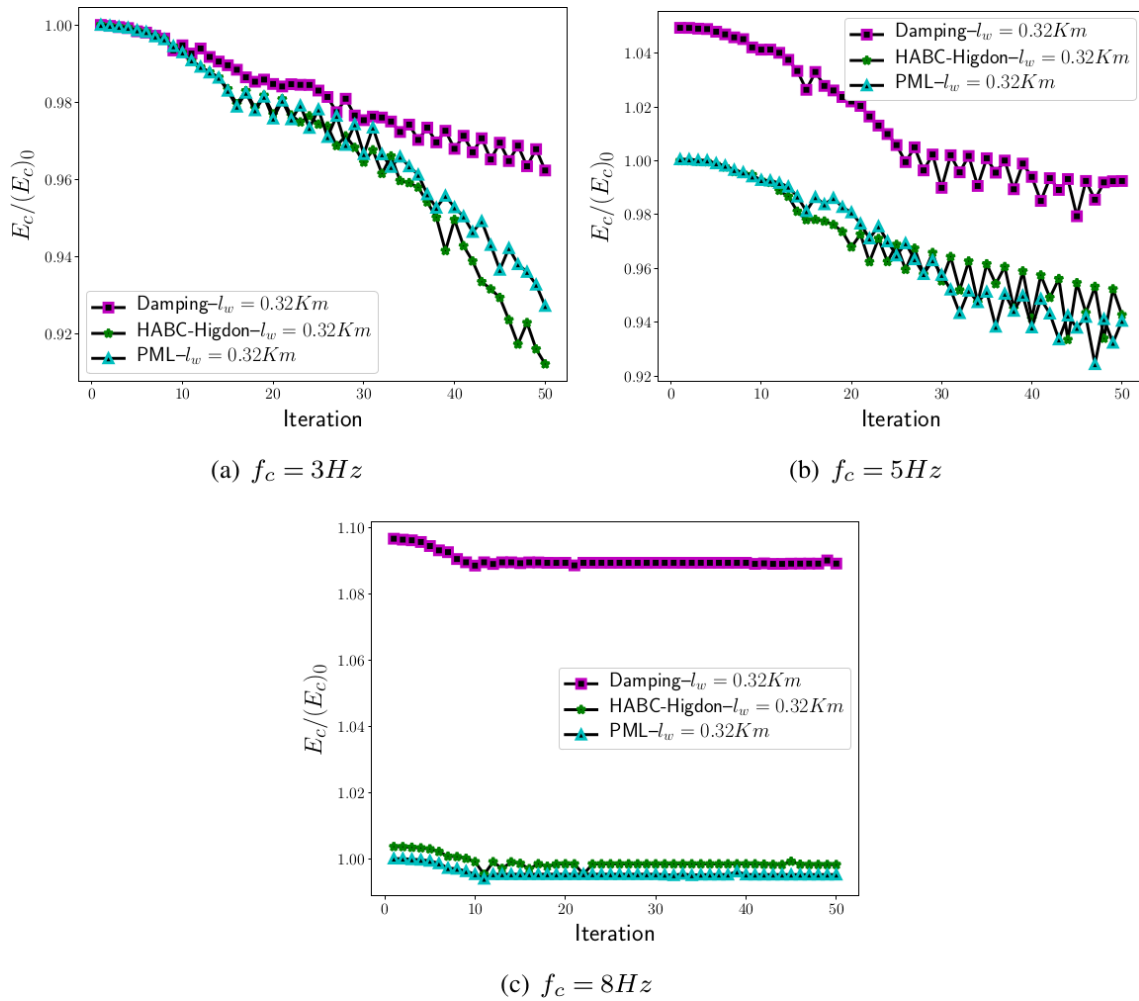 1.00
0.98
0.96
0.94
0.92
E_c/(E_c)_0
Damping–l_w = 0.32Km
HABC-Higdon–l_w = 0.32Km
PML–l_w = 0.32Km
0 10 20 30 40 50
Iteration
(a) f_c = 3Hz
1.04
1.02
1.00
0.98
0.96
0.94
0.92
E_c/(E_c)_0
Damping–l_w = 0.32Km
HABC-Higdon–l_w = 0.32Km
PML–l_w = 0.32Km
0 10 20 30 40 50
Iteration
(b) f_c = 5Hz
1.10
1.08
1.06
1.04
1.02
1.00
E_c/(E_c)_0
Damping–l_w = 0.32Km
HABC-Higdon–l_w = 0.32Km
PML–l_w = 0.32Km
0 10 20 30 40 50
Iteration
(c) f_c = 8Hz